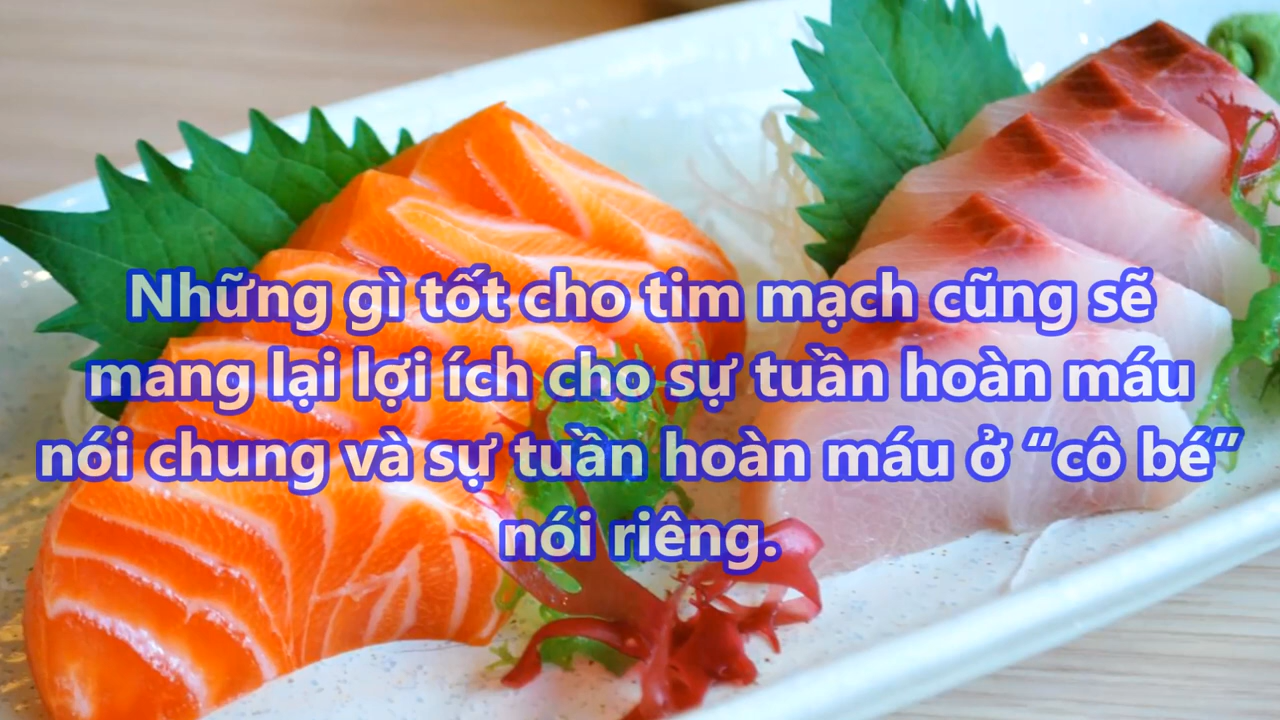 Những gì tốt cho tim mạch cũng sẽ
mang lại lợi ích cho sự tuần hoàn máu
nói chung và sự tuần hoàn máu ở “cô bé”
nói riêng.